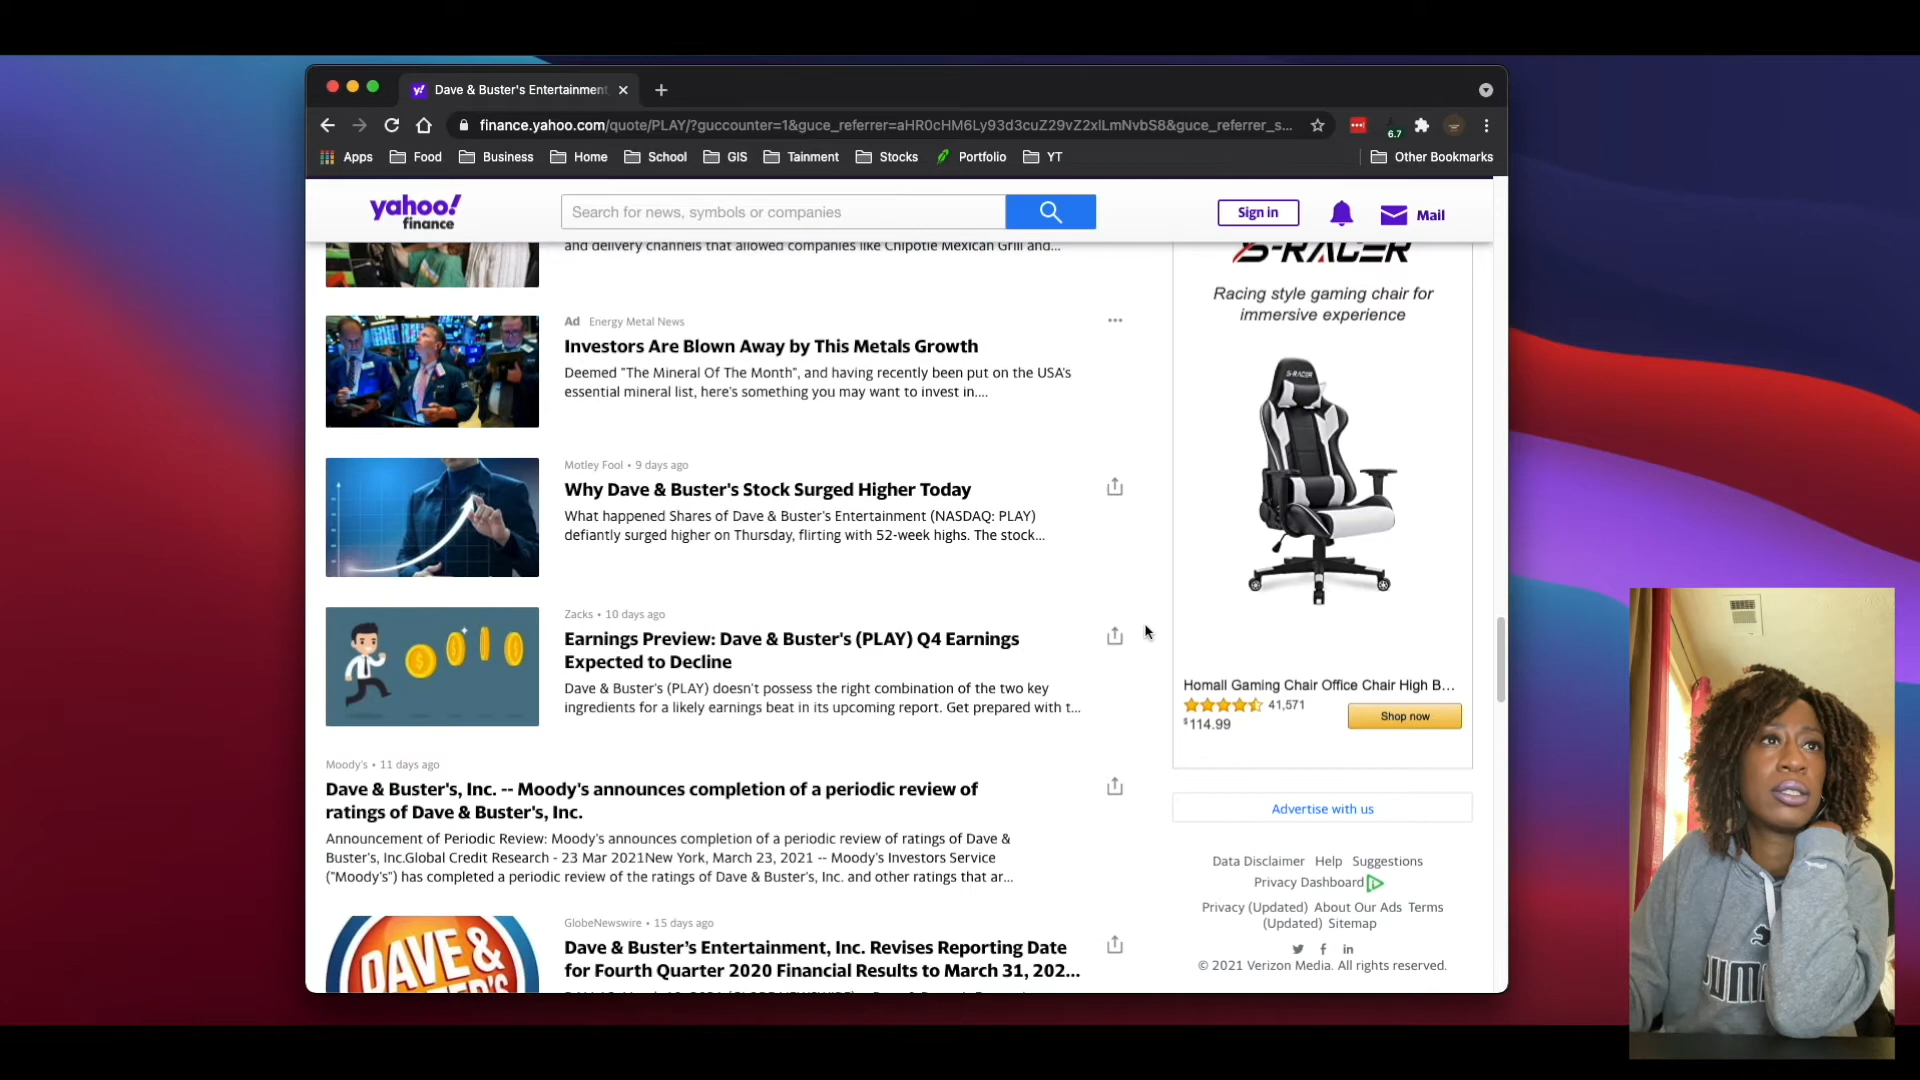 Dave & Buster's Entertainment
finance.yahoo.com/quote/PLAY/?guccounter=1&guce_referrer=aHR0cHM6Ly93d3cuZ29vZ2xlLmNvbS8&guce_referrer_s...
6.7
Apps Food Business Home School GIS Tainment Stocks Portfolio YT Other Bookmarks
yahoo!
finance
Search for news, symbols or companies
Sign in
Mail
and delivery channels that allowed companies like Chipotle Mexican Grill and...
Ad Energy Metal News
Investors Are Blown Away by This Metals Growth
Deemed "The Mineral Of The Month", and having recently been put on the USA's
essential mineral list, here's something you may want to invest in....
Motley Fool • 9 days ago
Why Dave & Buster's Stock Surged Higher Today
What happened Shares of Dave & Buster's Entertainment (NASDAQ: PLAY)
defiantly surged higher on Thursday, flirting with 52-week highs. The stock...
Zacks • 10 days ago
Earnings Preview: Dave & Buster's (PLAY) Q4 Earnings
Expected to Decline
Dave & Buster's (PLAY) doesn't possess the right combination of the two key
ingredients for a likely earnings beat in its upcoming report. Get prepared with t...
Moody's • 11 days ago
Dave & Buster's, Inc. -- Moody's announces completion of a periodic review of
ratings of Dave & Buster's, Inc.
Announcement of Periodic Review: Moody's announces completion of a periodic review of ratings of Dave &
Buster's, Inc.Global Credit Research - 23 Mar 2021New York, March 23, 2021 -- Moody's Investors Service
("Moody's") has completed a periodic review of the ratings of Dave & Buster's, Inc. and other ratings that ar...
DAVE &
GlobeNewswire • 15 days ago
Dave & Buster’s Entertainment, Inc. Revises Reporting Date
for Fourth Quarter 2020 Financial Results to March 31, 202...
S-RACER
Racing style gaming chair for
immersive experience
S-RACER
Homall Gaming Chair Office Chair High B...
41,571
$114.99
Shop now
Advertise with us
Data Disclaimer Help Suggestions
Privacy Dashboard
Privacy (Updated) About Our Ads Terms
(Updated) Sitemap
© 2021 Verizon Media. All rights reserved.
PUMA